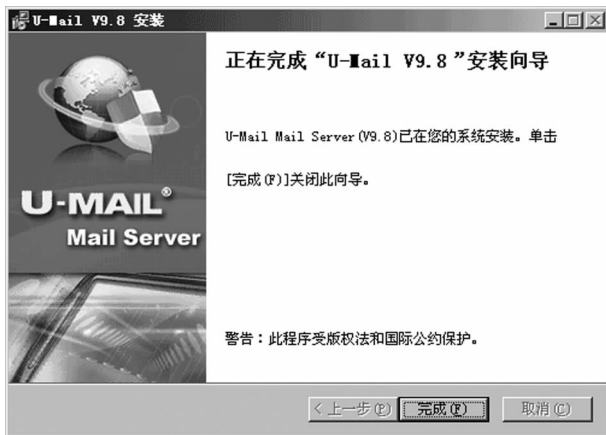 U-Mail V9.8 安装
正在完成“U-Mail V9.8”安装向导
U-Mail Mail Server(V9.8)已在您的系统安装。单击
[完成(F)]关闭此向导。
U-MAIL®
Mail Server
警告：此程序受版权法和国际公约保护。
<上一步(P) 完成(F) 取消(C)